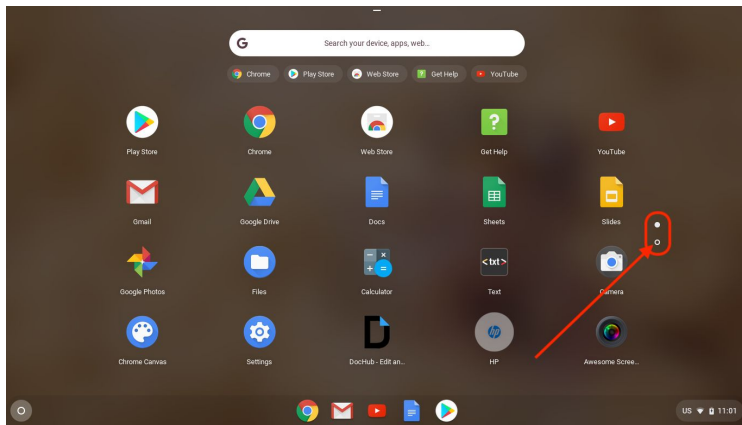 G Search your device, apps, web...
Chrome Play Store Web Store ? Get Help YouTube
Play Store Chrome Web Store ? Get Help YouTube
Gmail Google Drive Docs Sheets Slides
Google Photos Files Calculator <txt> Text Camera
Chrome Canvas Settings D DocHub - Edit an... hp HP Awesome Scree...
US 11:01